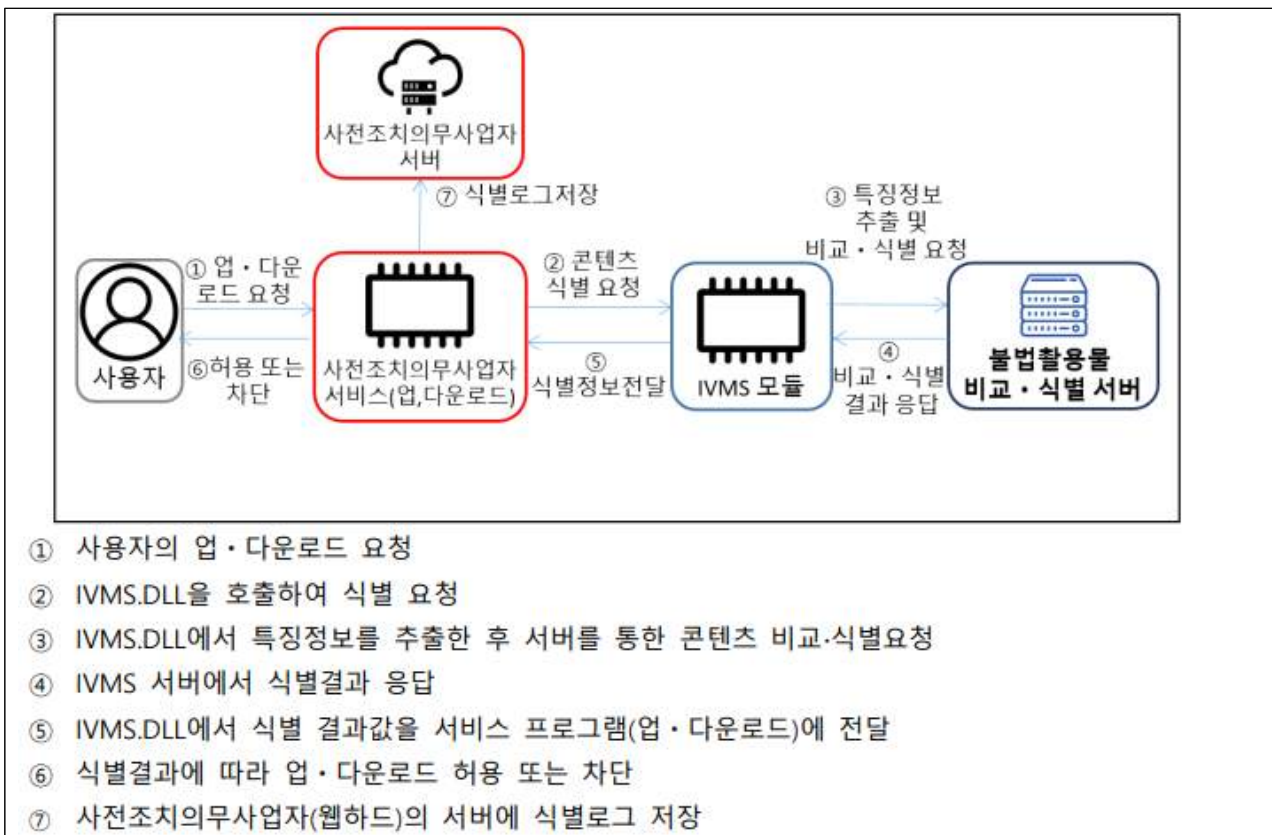 사전조치의무사업자
서버
⑦ 식별로그저장
③ 특징정보
추출 및
비교・식별 요청
① 업・다운
로드 요청
② 콘텐츠
식별 요청
사용자
⑥허용 또는
차단
사전조치의무사업자
서비스(업,다운로드)
⑤
식별정보전달
IVMS 모듈
④
비교・식별
결과 응답
불법활용물
비교・식별 서버
① 사용자의 업・다운로드 요청
② IVMS.DLL을 호출하여 식별 요청
③ IVMS.DLL에서 특징정보를 추출한 후 서버를 통한 콘텐츠 비교·식별요청
④ IVMS 서버에서 식별결과 응답
⑤ IVMS.DLL에서 식별 결과값을 서비스 프로그램(업・다운로드)에 전달
⑥ 식별결과에 따라 업・다운로드 허용 또는 차단
⑦ 사전조치의무사업자(웹하드)의 서버에 식별로그 저장